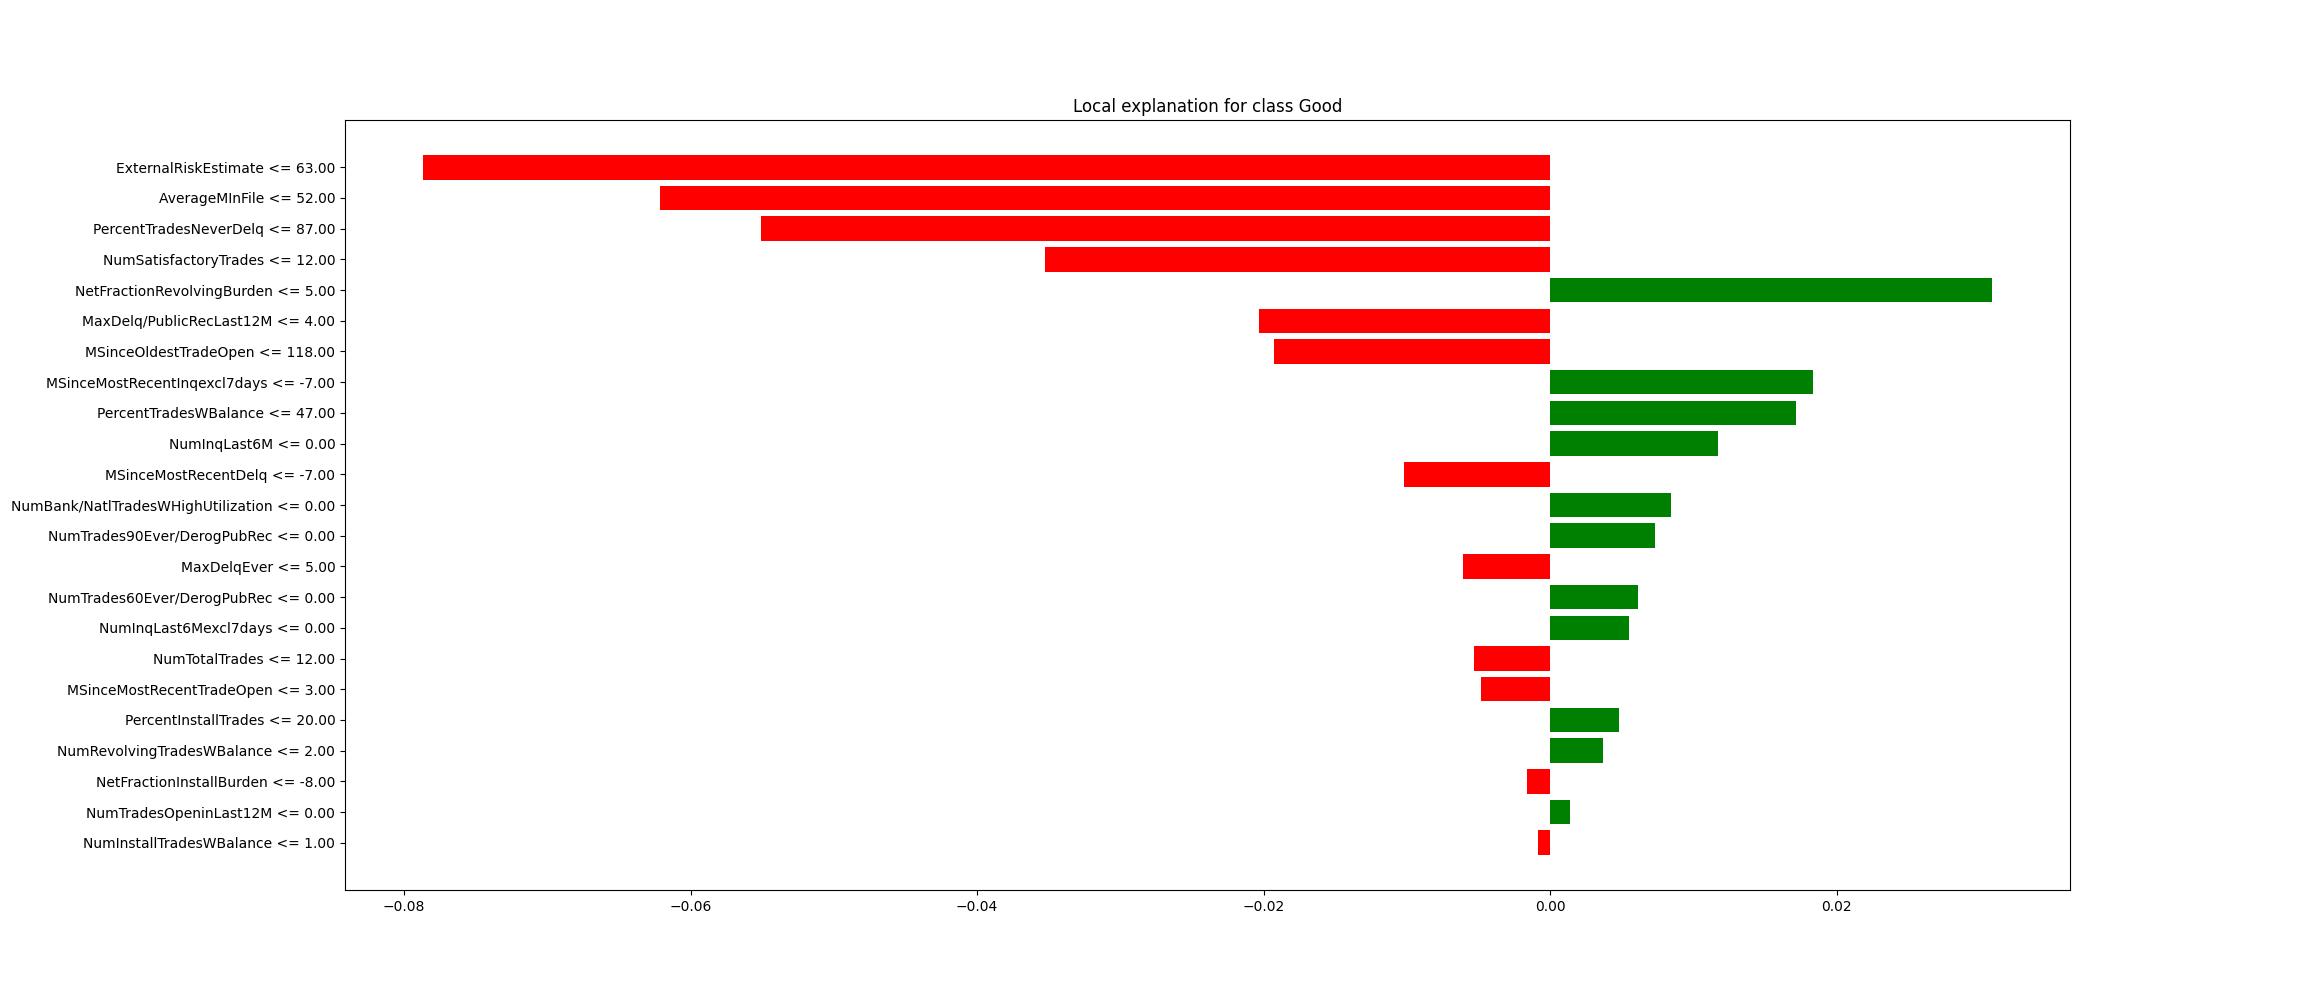 Local explanation for class Good
ExternalRiskEstimate <= 63.00
AverageMInFile <= 52.00
PercentTradesNeverDelq <= 87.00
NumSatisfactoryTrades <= 12.00
NetFractionRevolvingBurden <= 5.00
MaxDelq/PublicRecLast12M <= 4.00
MSinceOldestTradeOpen <= 118.00
MSinceMostRecentInqexcl7days <= -7.00
PercentTradesWBalance <= 47.00
NumInqLast6M <= 0.00
MSinceMostRecentDelq <= -7.00
NumBank/NatlTradesWHighUtilization <= 0.00
NumTrades90Ever/DerogPubRec <= 0.00
MaxDelqEver <= 5.00
NumTrades60Ever/DerogPubRec <= 0.00
NumInqLast6Mexcl7days <= 0.00
NumTotalTrades <= 12.00
MSinceMostRecentTradeOpen <= 3.00
PercentInstallTrades <= 20.00
NumRevolvingTradesWBalance <= 2.00
NetFractionInstallBurden <= -8.00
NumTradesOpeninLast12M <= 0.00
NumInstallTradesWBalance <= 1.00
−0.08 −0.06 −0.04 −0.02 0.00 0.02